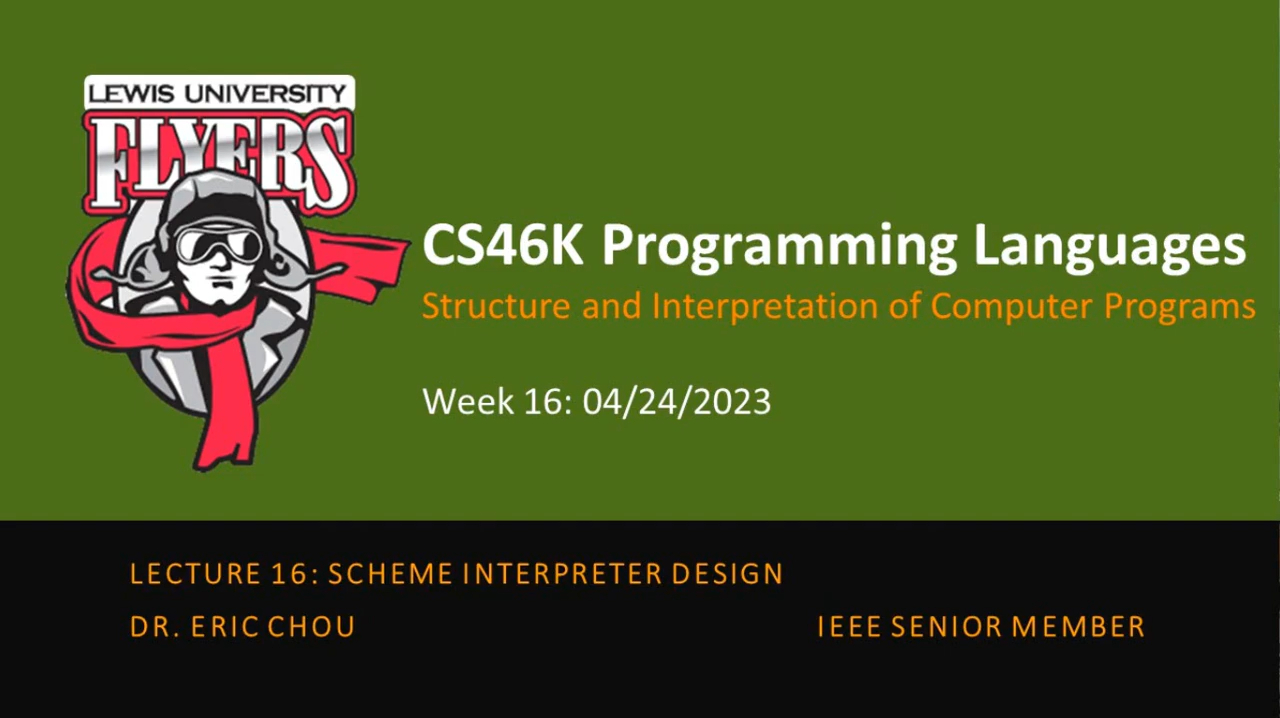 LEWIS UNIVERSITY
FLYERS
CS46K Programming Languages
Structure and Interpretation of Computer Programs
Week 16: 04/24/2023
LECTURE 16: SCHEME INTERPRETER DESIGN
DR. ERIC CHOU IEEE SENIOR MEMBER